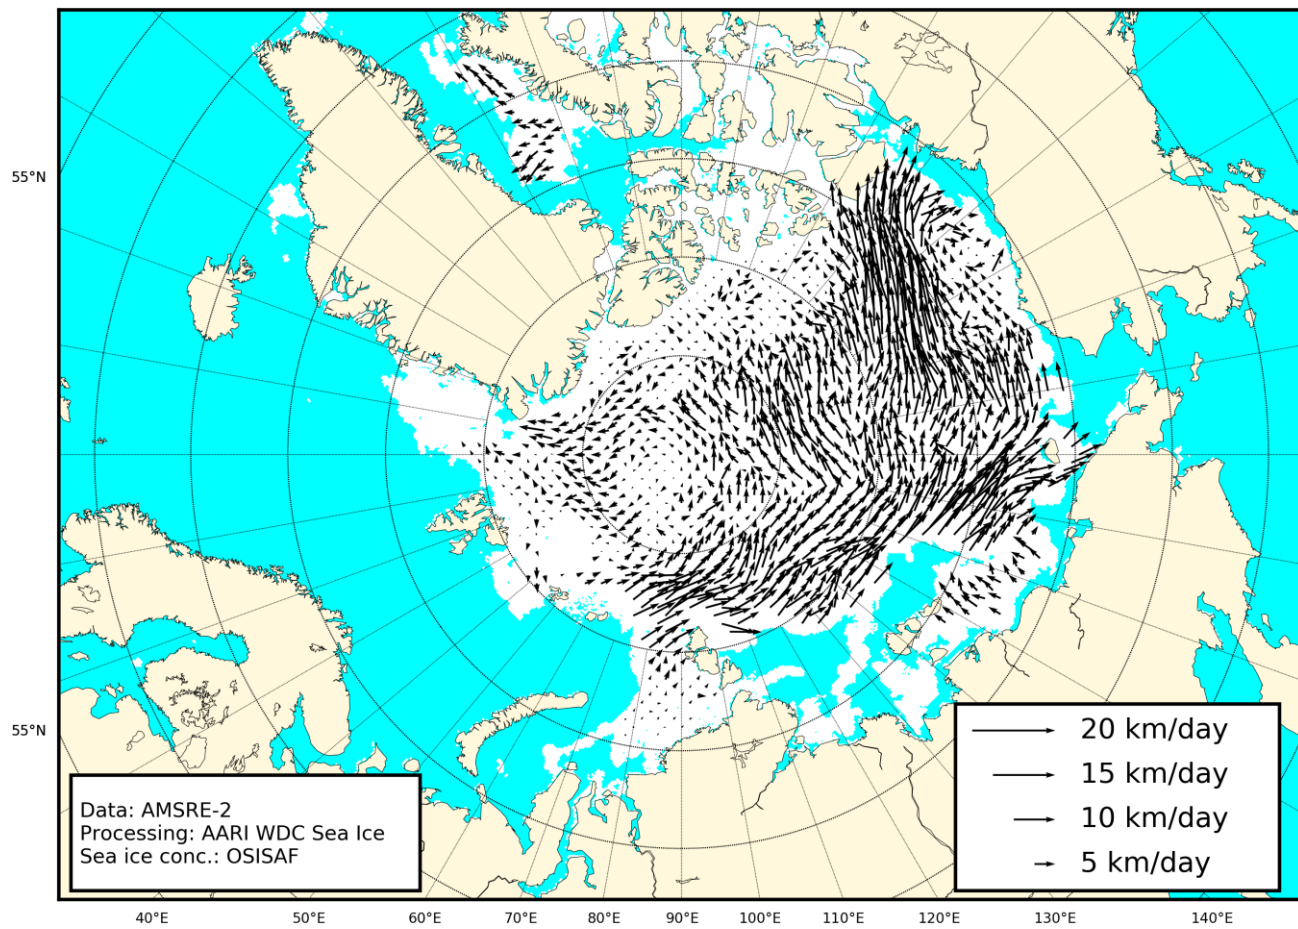 55°N
55°N
20 km/day
15 km/day
10 km/day
5 km/day
Data: AMSRE-2
Processing: AARI WDC Sea Ice
Sea ice conc.: OSISAF
40°E 50°E 60°E 70°E 80°E 90°E 100°E 110°E 120°E 130°E 140°E